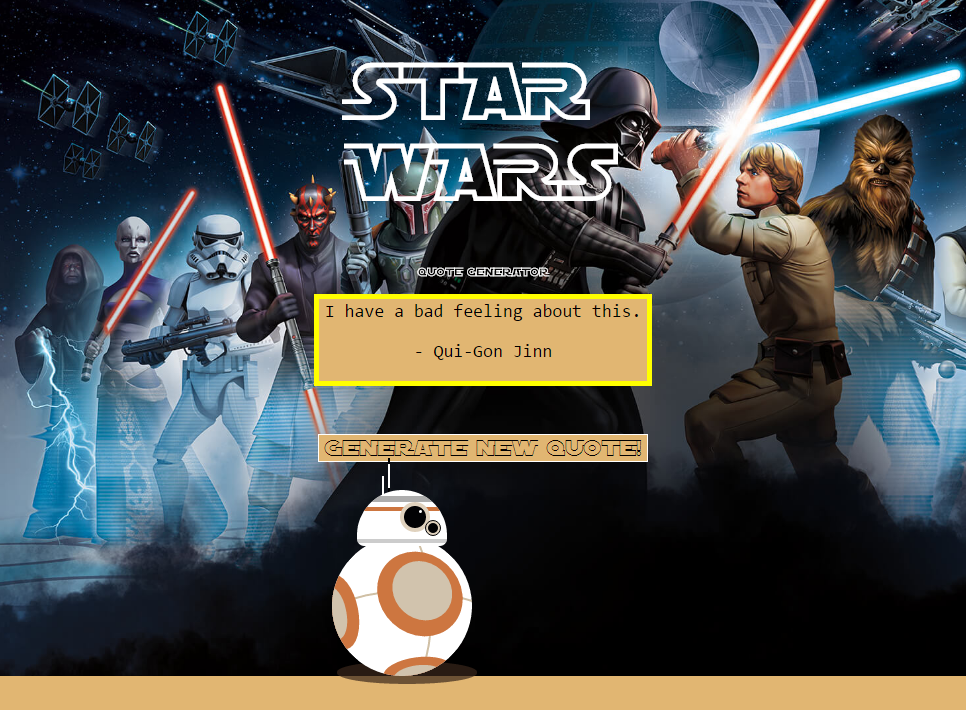 STAR
WARS
QUOTE GENERATOR
I have a bad feeling about this.
- Qui-Gon Jinn
GENERATE NEW QUOTE!